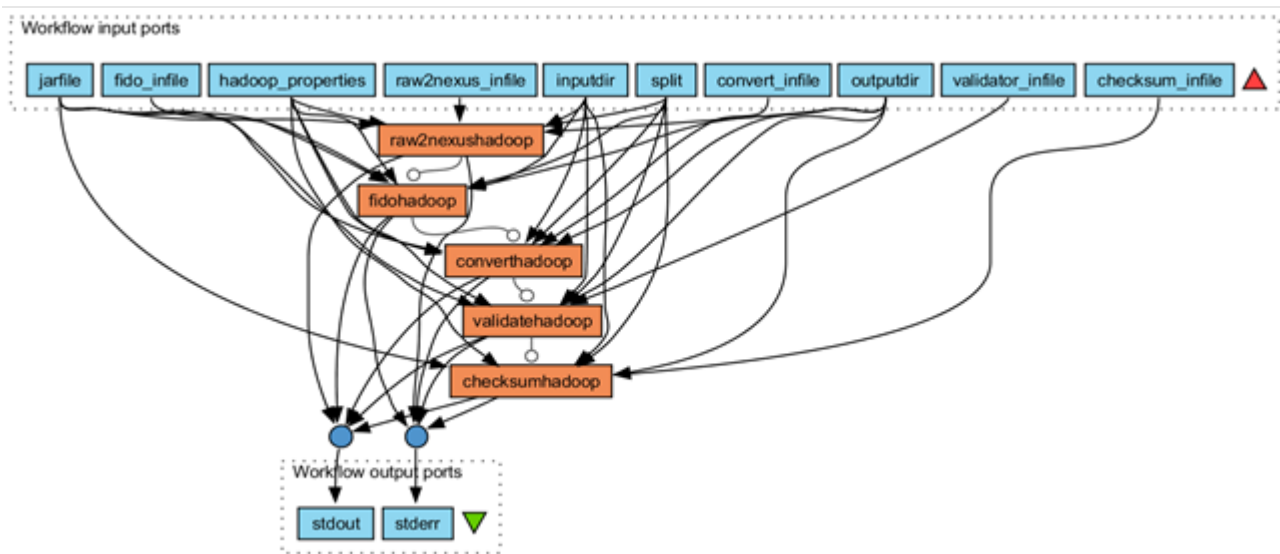 Workflow input ports
jarfile fido_infile hadoop_properties raw2nexus_infile inputdir split convert_infile outputdir validator_infile checksum_infile
raw2nexushadoop
fidohadoop
converthadoop
validatehadoop
checksumhadoop
Workflow output ports
stdout stderr